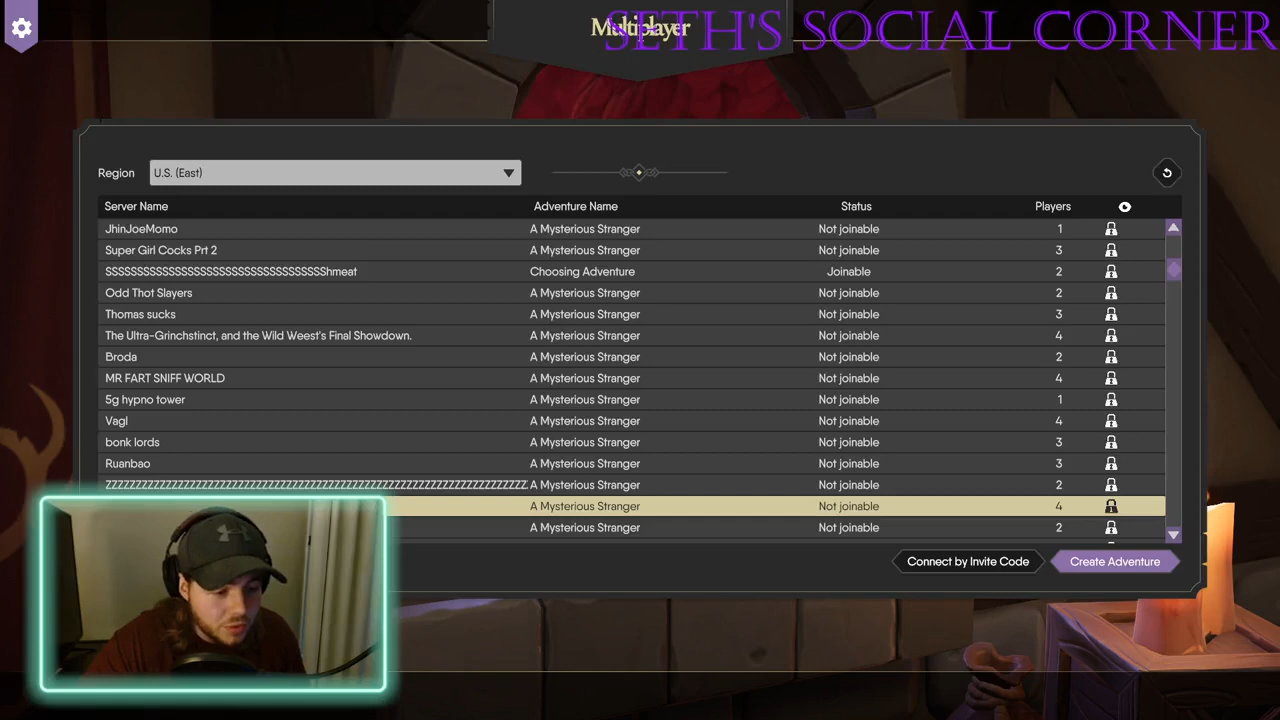 Multiplayer
SETH'S SOCIAL CORNER
Region U.S. (East)
Server Name Adventure Name Status Players
JhinJoeMomo A Mysterious Stranger Not joinable 1
Super Girl Cocks Prt 2 A Mysterious Stranger Not joinable 3
SSSSSSSSSSSSSSSSSSSSSSSSSSSSSSSSSSShmeat Choosing Adventure Joinable 2
Odd Thot Slayers A Mysterious Stranger Not joinable 2
Thomas sucks A Mysterious Stranger Not joinable 3
The Ultra-Grinchstinct, and the Wild Weest's Final Showdown. A Mysterious Stranger Not joinable 4
Broda A Mysterious Stranger Not joinable 2
MR FART SNIFF WORLD A Mysterious Stranger Not joinable 4
5g hypno tower A Mysterious Stranger Not joinable 1
Vagl A Mysterious Stranger Not joinable 4
bonk lords A Mysterious Stranger Not joinable 3
Ruanbao A Mysterious Stranger Not joinable 3
ZZZZZZZZZZZZZZZZZZZZZZZZZZZZZZZZZZZZZZZZZZZZZZZZZZZZZZZZZZZZZZZZZZ A Mysterious Stranger Not joinable 2
A Mysterious Stranger Not joinable 4
A Mysterious Stranger Not joinable 2
Connect by Invite Code Create Adventure